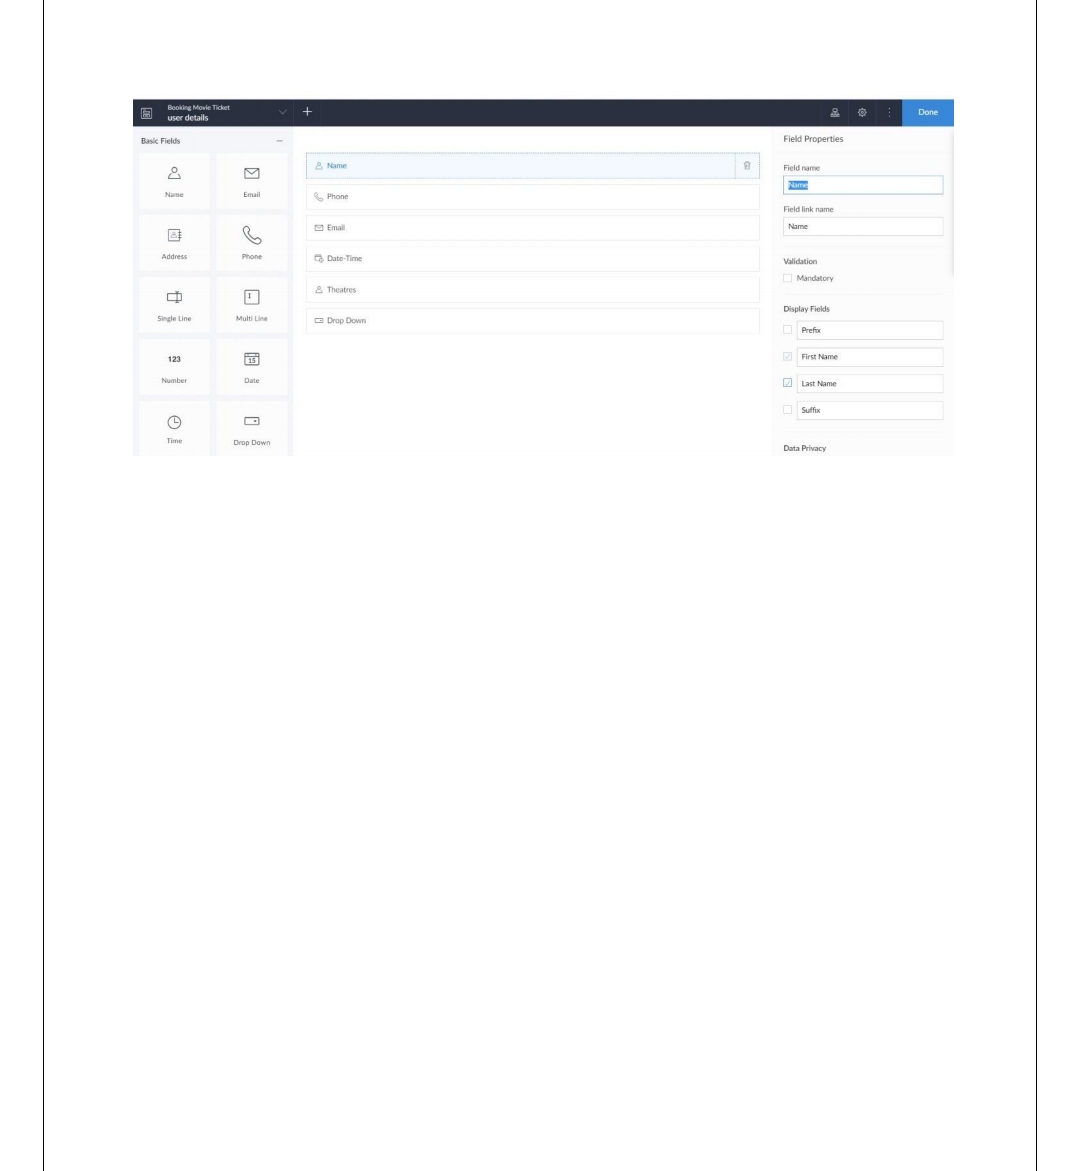 Booking Movie Ticket
user details
Done
Basic Fields
Name
Email
Address
Phone
Single Line
Multi Line
123
Number
15
Date
Time
Drop Down
Name
Phone
Email
Date-Time
Theatres
Drop Down
Field Properties
Field name
Name
Field link name
Name
Validation
Mandatory
Display Fields
Prefix
First Name
Last Name
Suffix
Data Privacy